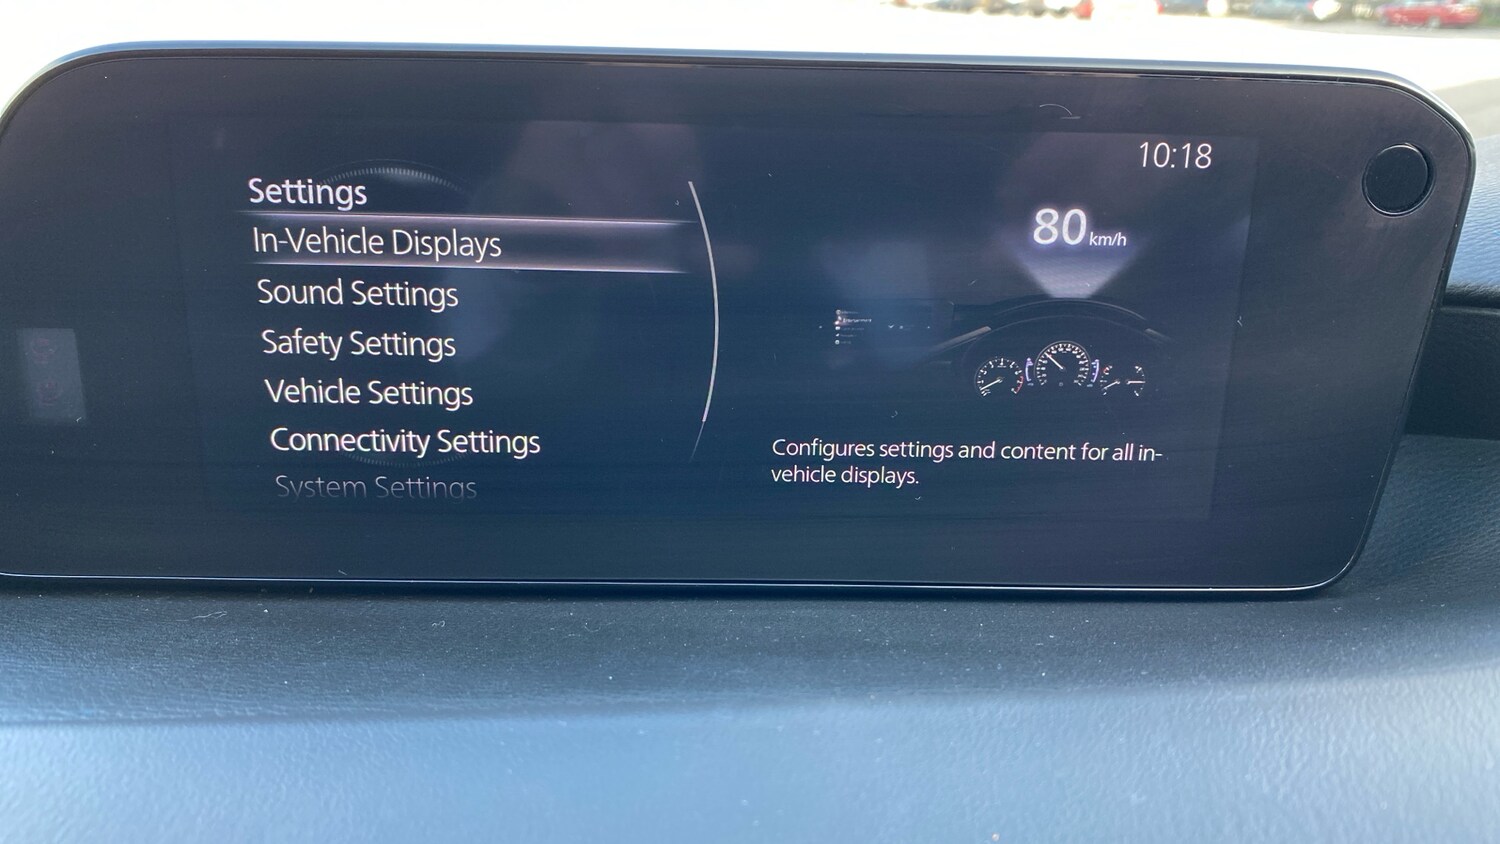 10:18
Settings
In-Vehicle Displays
Sound Settings
Safety Settings
Vehicle Settings
Connectivity Settings
System Settings
80 km/h
Configures settings and content for all in-
vehicle displays.